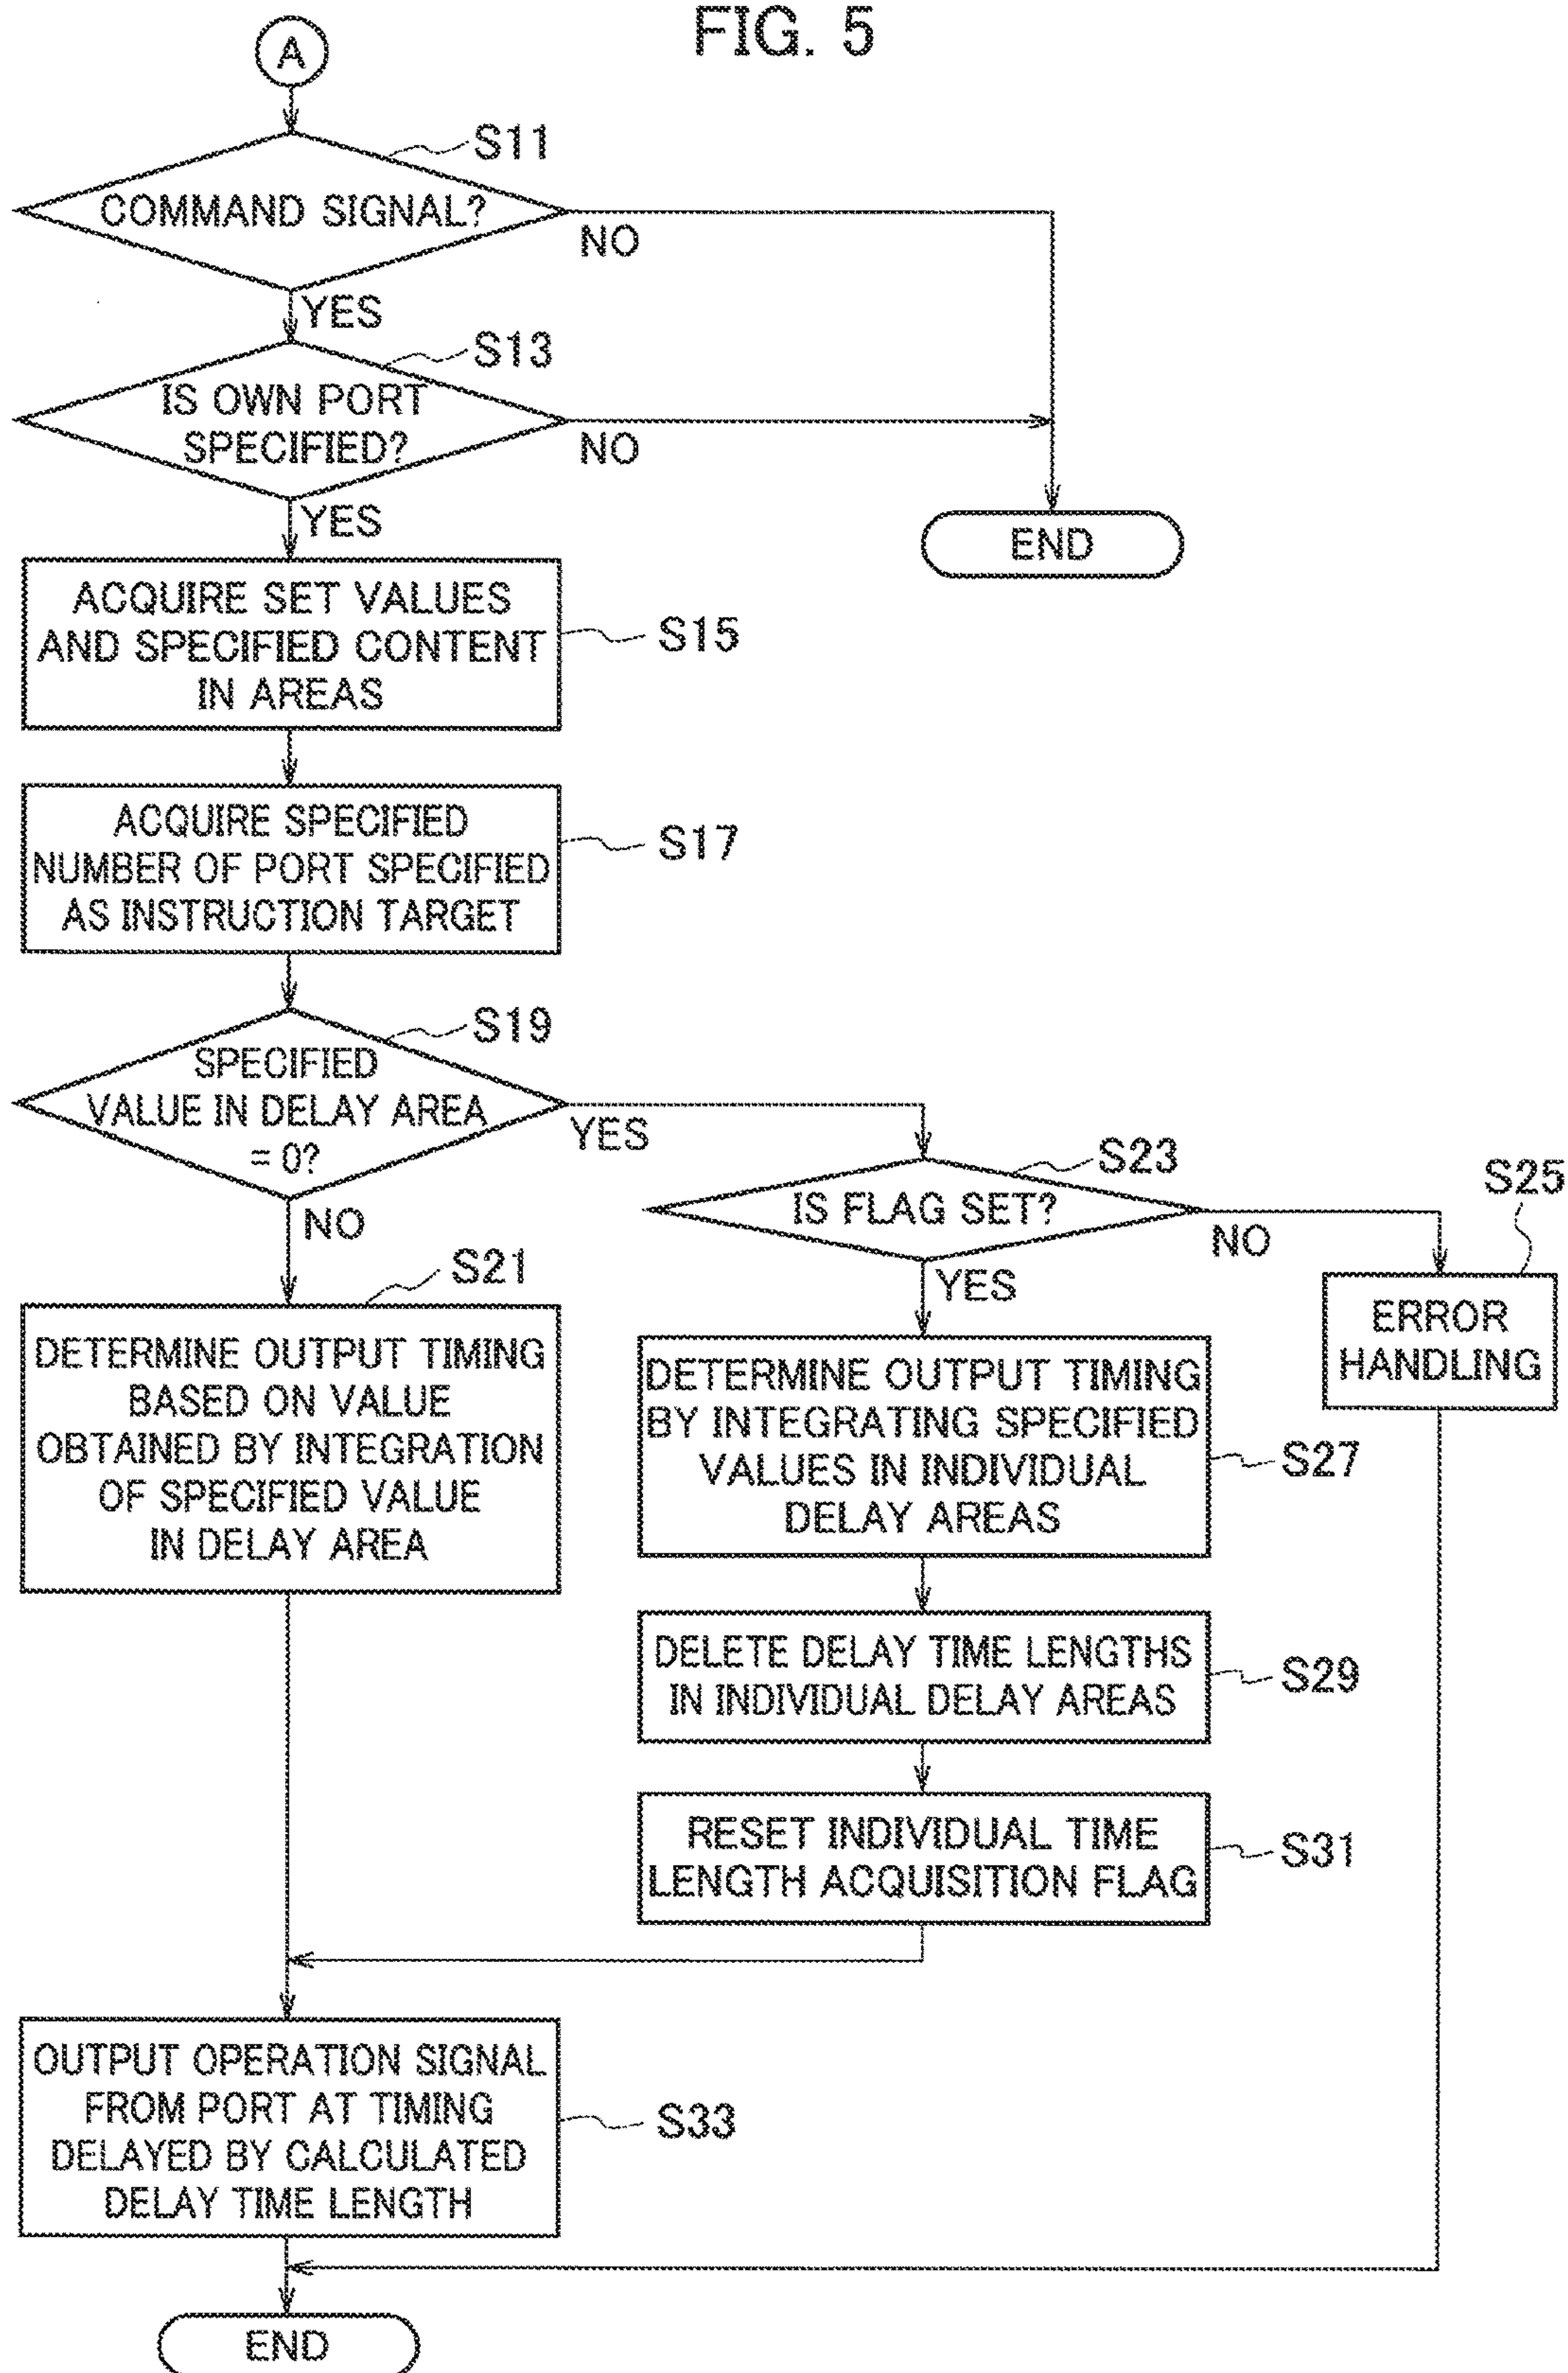 FIG. 5
A
S11
COMMAND SIGNAL?
NO
YES
S13
IS OWN PORT
SPECIFIED?
NO
YES
END
ACQUIRE SET VALUES
AND SPECIFIED CONTENT
IN AREAS
S15
ACQUIRE SPECIFIED
NUMBER OF PORT SPECIFIED
AS INSTRUCTION TARGET
S17
S19
SPECIFIED
VALUE IN DELAY AREA
= 0?
YES
NO
S23
IS FLAG SET?
NO
YES
S25
ERROR
HANDLING
S21
DETERMINE OUTPUT TIMING
BASED ON VALUE
OBTAINED BY INTEGRATION
OF SPECIFIED VALUE
IN DELAY AREA
DETERMINE OUTPUT TIMING
BY INTEGRATING SPECIFIED
VALUES IN INDIVIDUAL
DELAY AREAS
S27
DELETE DELAY TIME LENGTHS
IN INDIVIDUAL DELAY AREAS
S29
RESET INDIVIDUAL TIME
LENGTH ACQUISITION FLAG
S31
OUTPUT OPERATION SIGNAL
FROM PORT AT TIMING
DELAYED BY CALCULATED
DELAY TIME LENGTH
S33
END